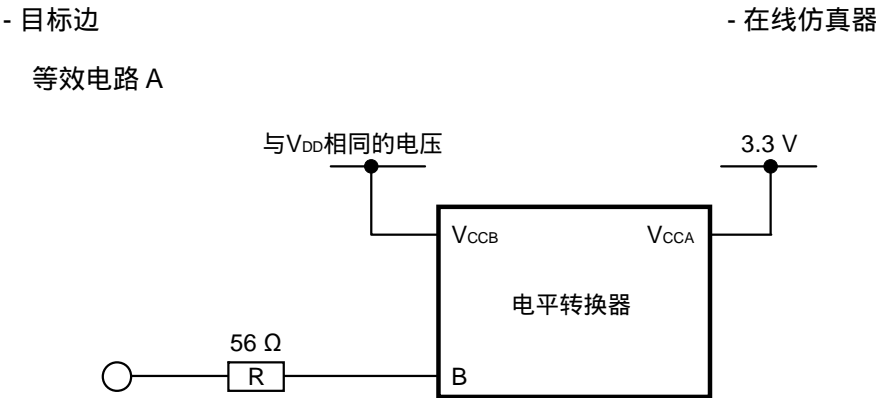 - 目标边
- 在线仿真器
等效电路 A
与VDD相同的电压
3.3 V
VCCB
VCCA
电平转换器
56 Ω
R
B